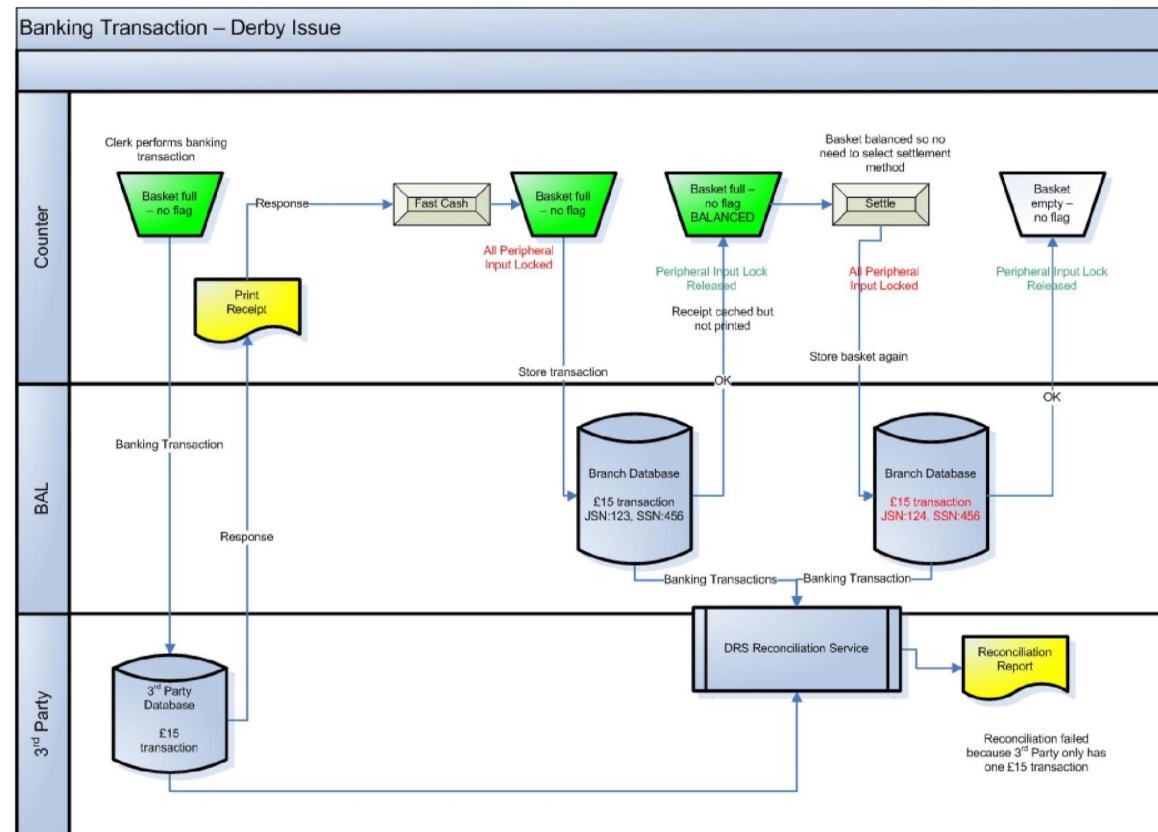 Banking Transaction – Derby Issue
Counter
Clerk performs banking
transaction
Basket full
– no flag
Response
Fast Cash
Basket full
– no flag
All Peripheral
Input Locked
Basket full –
no flag
BALANCED
Peripheral Input Lock
Released
Receipt cached but
not printed
Basket balanced so no
need to select settlement
method
Settle
All Peripheral
Input Locked
Basket
empty –
no flag
Peripheral Input Lock
Released
Print
Receipt
Store transaction
OK
Store basket again
OK
BAL
Banking Transaction
Response
Branch Database
£15 transaction
JSN:123, SSN:456
Branch Database
£15 transaction
JSN:124, SSN:456
Banking Transactions
Banking Transaction
3rd Party
3rd Party
Database
£15
transaction
DRS Reconciliation Service
Reconciliation
Report
Reconciliation failed
because 3rd Party only has
one £15 transaction